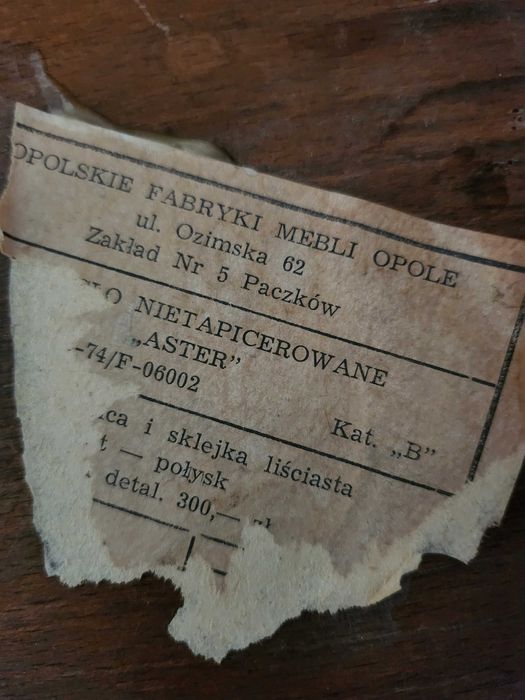 OPOLSKIE FABRYKI MEBLI OPOLE
ul. Ozimska 62
Zakład Nr 5 Paczków
NIETAPICEROWANE
„ASTER”
-74/F-06002
Kat. „B”
i sklejka liściasta
— połysk
detal. 300,—